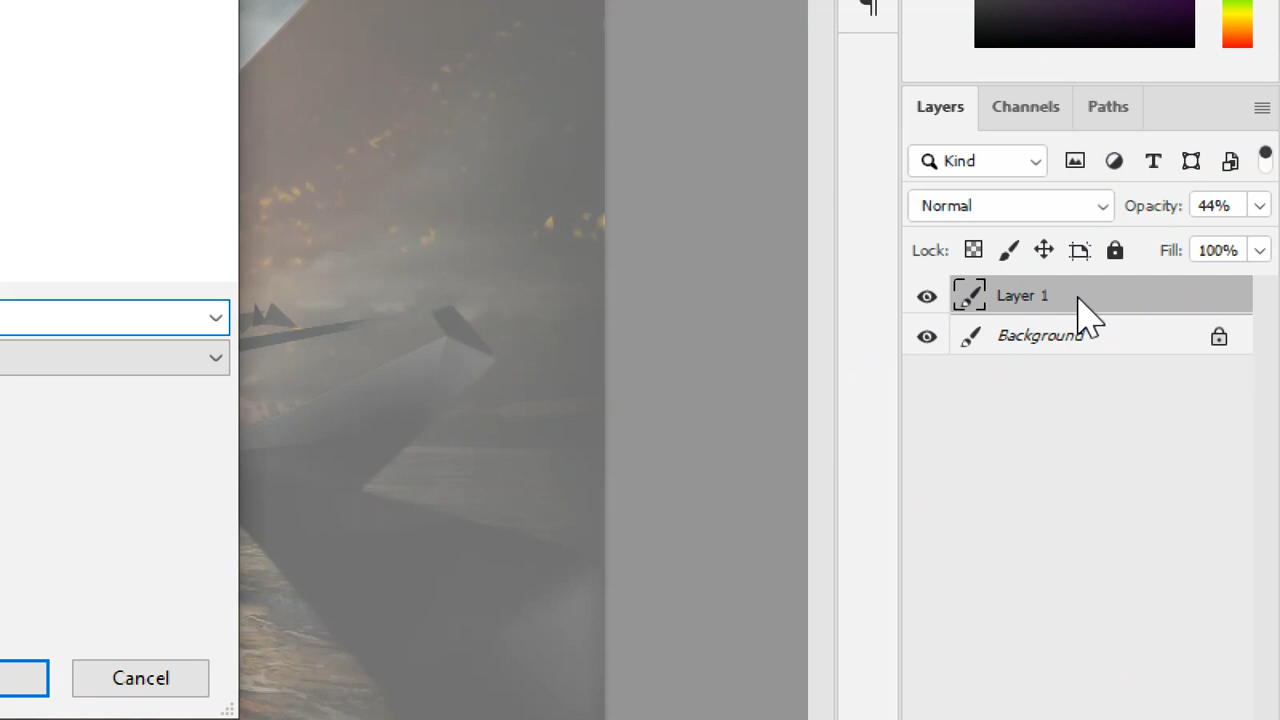 Layers Channels Paths
Kind
Normal Opacity: 44%
Lock: Fill: 100%
Layer 1
Background
Cancel